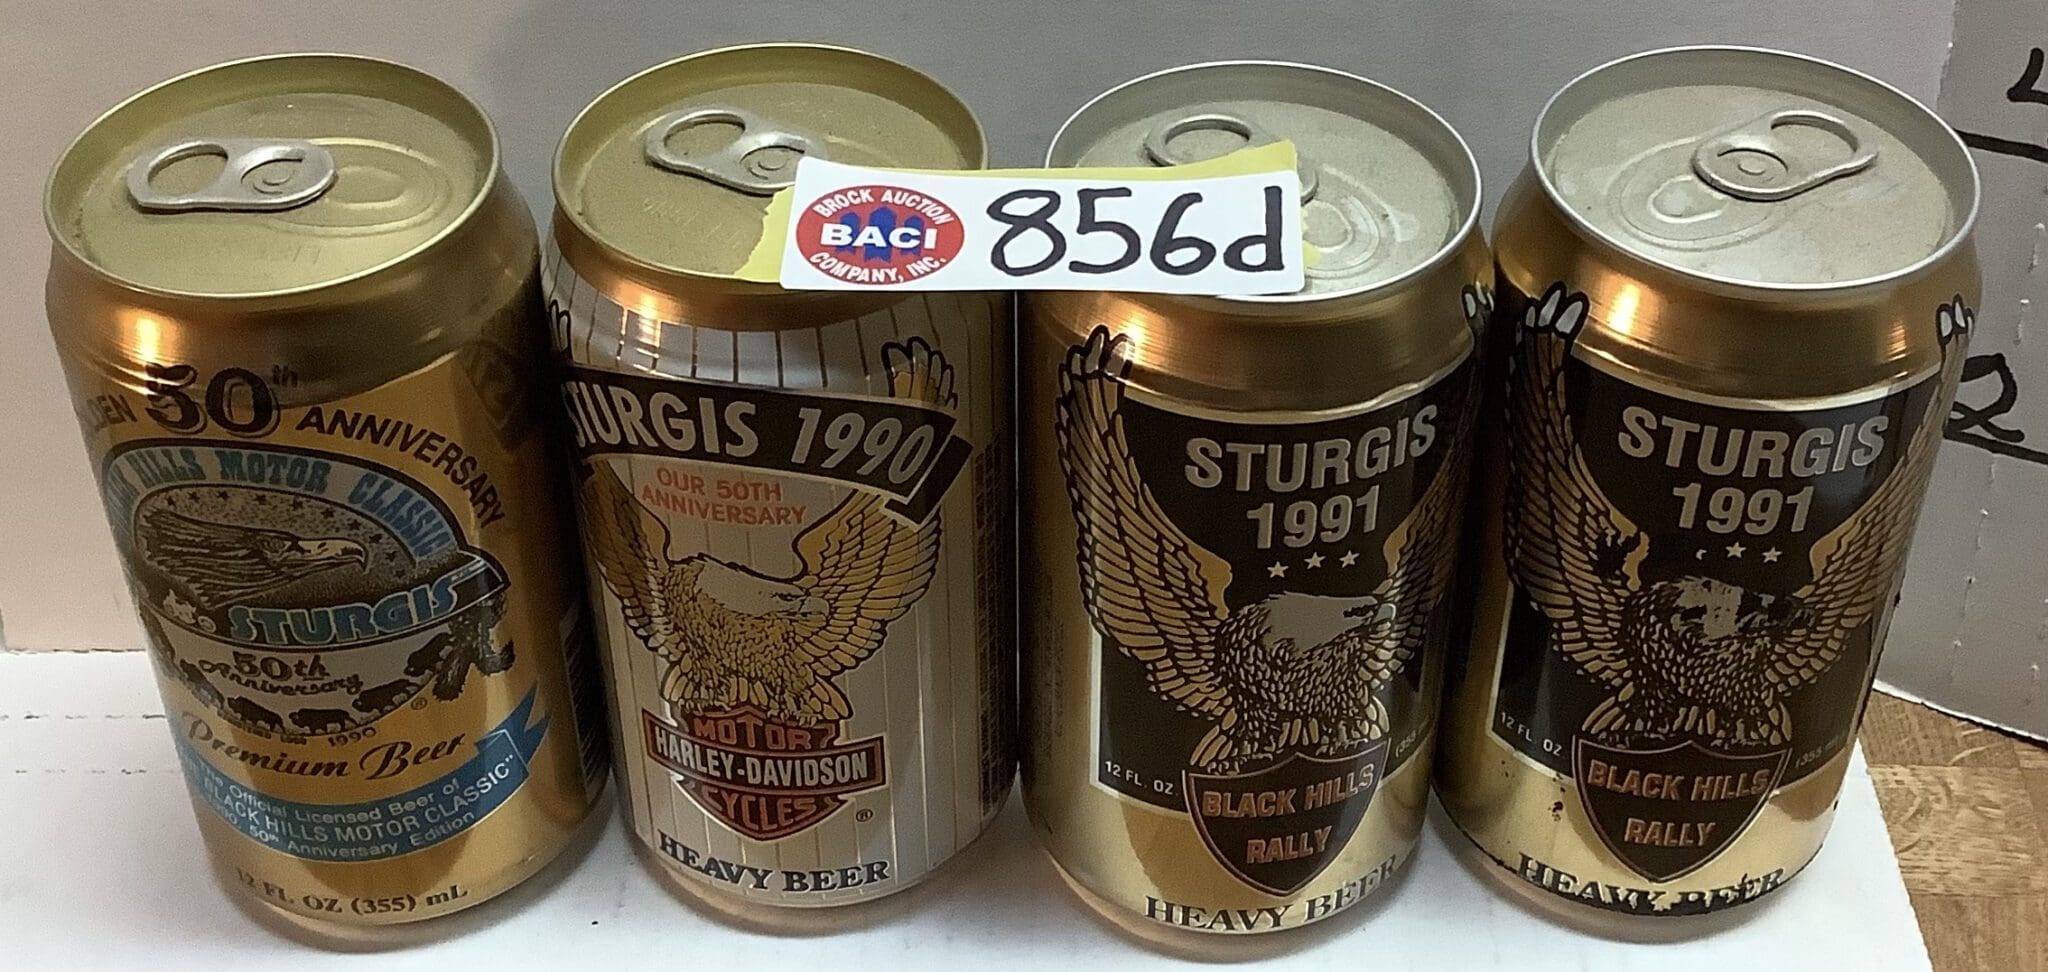 BROCK AUCTION
BACI
COMPANY, INC.
856d
50th
ANNIVERSARY
HILLS MOTOR CLASSIC
STURGIS
50th
Anniversary
1990
®
Premium Beer
The Official Licensed Beer of
BLACK HILLS MOTOR CLASSIC"
50th Anniversary Edition
12 FL OZ (355) mL
STURGIS 1990
OUR 50TH
ANNIVERSARY
MOTOR
HARLEY-DAVIDSON
CYCLES
®
HEAVY BEER
STURGIS
1991
12 FL. OZ
BLACK HILLS
RALLY
HEAVY BEER
STURGIS
1991
12 FL. OZ
BLACK HILLS
RALLY
HEAVY BEER
2